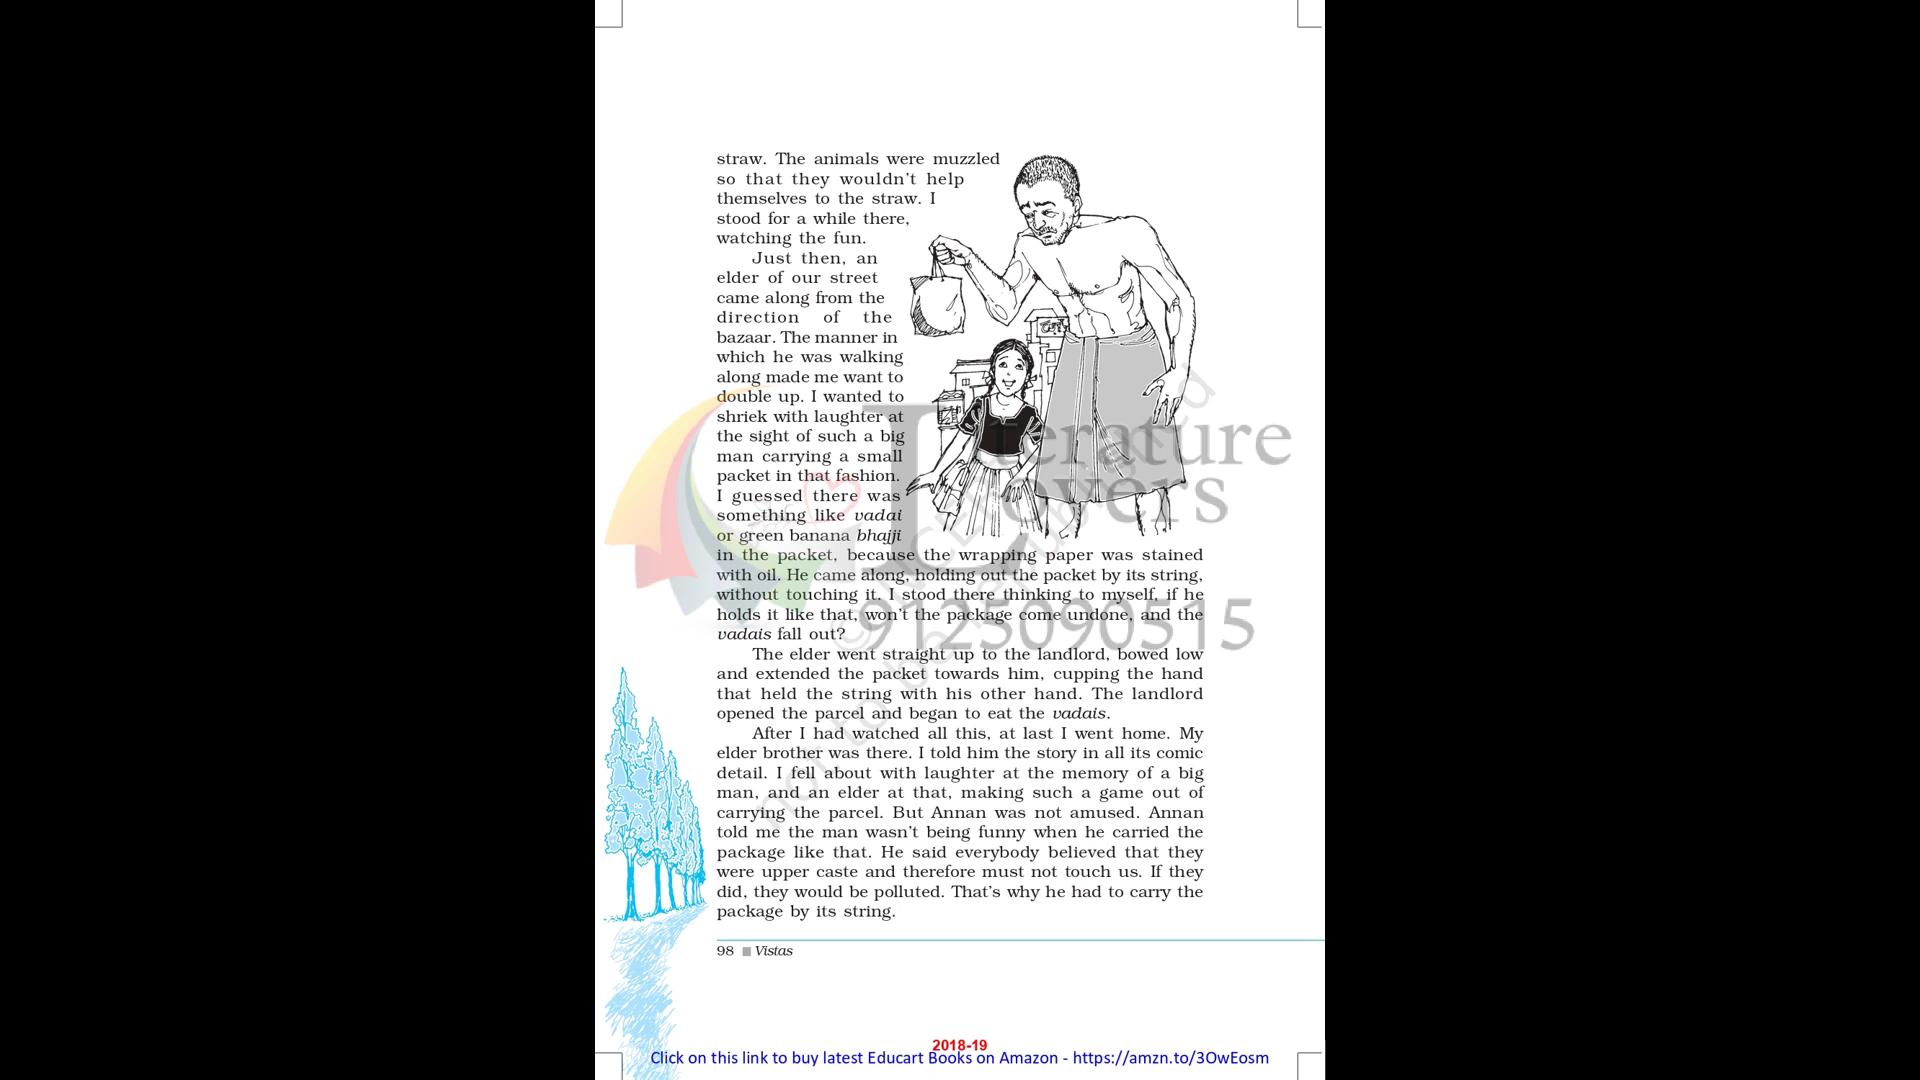 straw. The animals were muzzled
so that they wouldn't help
themselves to the straw. I
stood for a while there,
watching the fun.
Just then, an
elder of our street
came along from the
direction of the
bazaar. The manner in
which he was walking
along made me want to
double up. I wanted to
shriek with laughter at
the sight of such a big
man carrying a small
packet in that fashion.
I guessed there was
something like vadai
or green banana bhajji
in the packet, because the wrapping paper was stained
with oil. He came along, holding out the packet by its string,
without touching it. I stood there thinking to myself, if he
holds it like that, won't the package come undone, and the
vadais fall out?
The elder went straight up to the landlord, bowed low
and extended the packet towards him, cupping the hand
that held the string with his other hand. The landlord
opened the parcel and began to eat the vadais.
After I had watched all this, at last I went home. My
elder brother was there. I told him the story in all its comic
detail. I fell about with laughter at the memory of a big
man, and an elder at that, making such a game out of
carrying the parcel. But Annan was not amused. Annan
told me the man wasn't being funny when he carried the
package like that. He said everybody believed that they
were upper caste and therefore must not touch us. If they
did, they would be polluted. That's why he had to carry the
package by its string.
98 ■ Vistas
2018-19
Click on this link to buy latest Educart Books on Amazon - https://amzn.to/3OwEosm
Literature
Lovers
9125090515
not to be republished